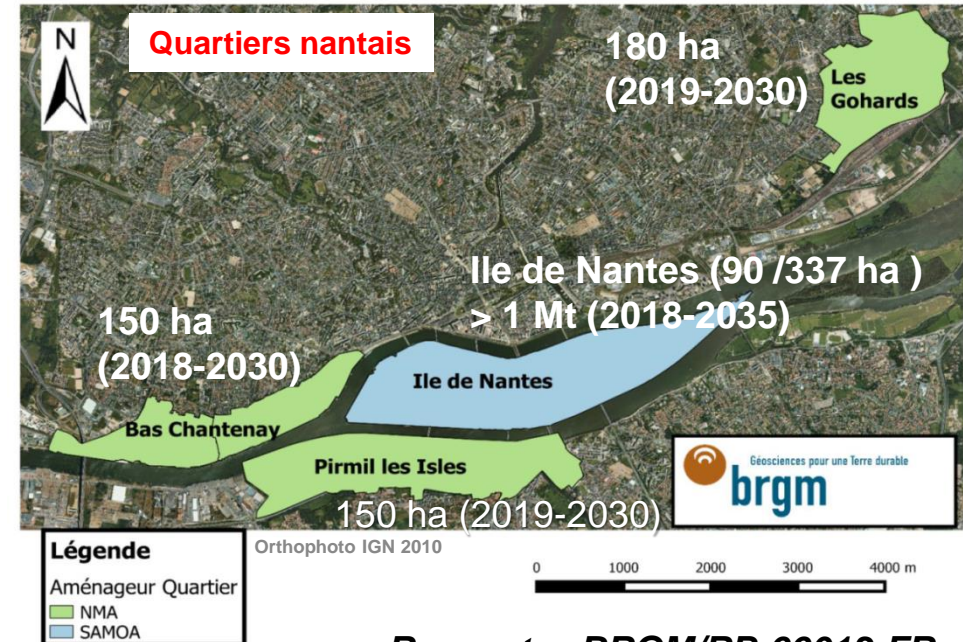 N
Quartiers nantais
180 ha
(2019-2030)
Les
Gohards
Ile de Nantes (90 /337 ha )
> 1 Mt (2018-2035)
150 ha
(2018-2030)
Ile de Nantes
Bas Chantenay
Pirmil les Isles
Géosciences pour une Terre durable
brgm
150 ha (2019-2030)
Légende
Orthophoto IGN 2010
Aménageur Quartier
NMA
SAMOA
0 1000 2000 3000 4000 m